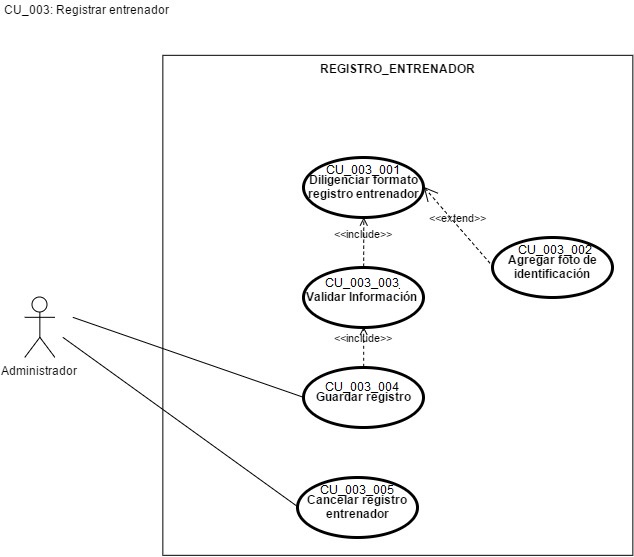 CU_003: Registrar entrenador
REGISTRO_ENTRENADOR
CU_003_001
Diligenciar formato
registro entrenador
<<extend>>
<<include>>
CU_003_002
Agregar foto de
identificación
CU_003_003
Validar Información
<<include>>
Administrador
CU_003_004
Guardar registro
CU_003_005
Cancelar registro
entrenador